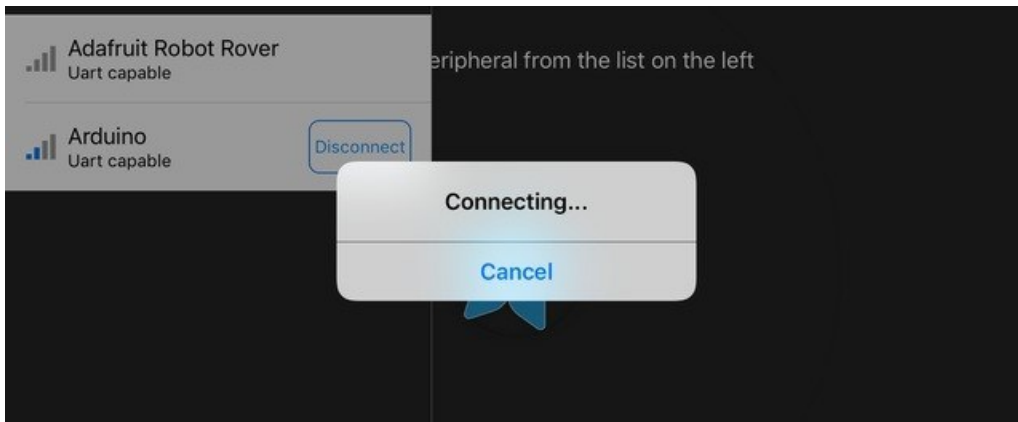 Adafruit Robot Rover
Uart capable
eripheral from the list on the left
Arduino
Uart capable
Disconnect
Connecting...
Cancel